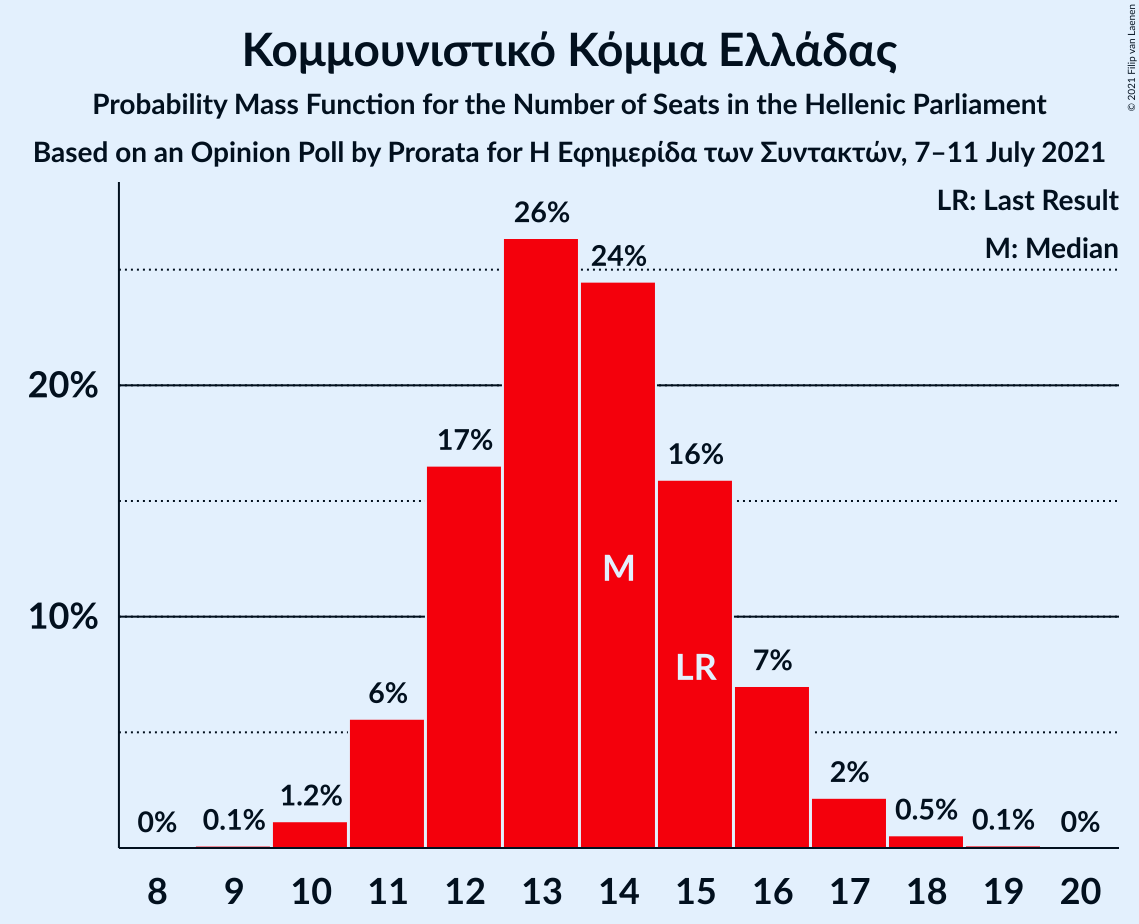 Κομμουνιστικό Κόμμα Ελλάδας
Probability Mass Function for the Number of Seats in the Hellenic Parliament
Based on an Opinion Poll by Prorata for Η Εφημερίδα των Συντακτών, 7–11 July 2021
© 2021 Filip van Laenen
LR: Last Result
M: Median
26%
24%
20%
17%
16%
M
10%
LR
7%
6%
2%
1.2%
0.5%
0% 0.1% 0.1% 0%
8 9 10 11 12 13 14 15 16 17 18 19 20